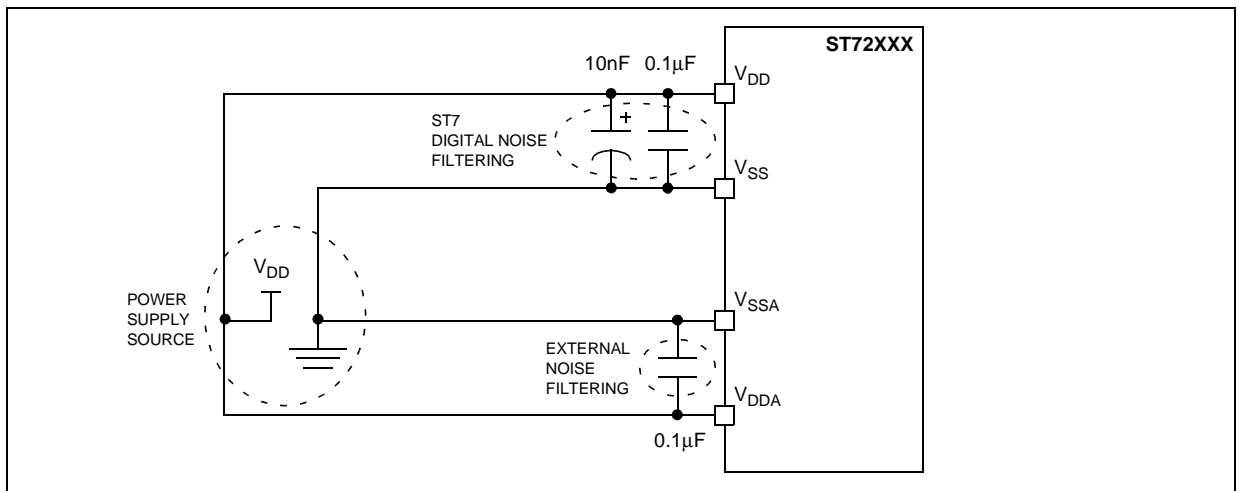 ST72XXX
10nF 0.1μF
VDD
ST7
DIGITAL NOISE
FILTERING
+
VSS
VDD
POWER
SUPPLY
SOURCE
VSSA
EXTERNAL
NOISE
FILTERING
VDDA
0.1μF